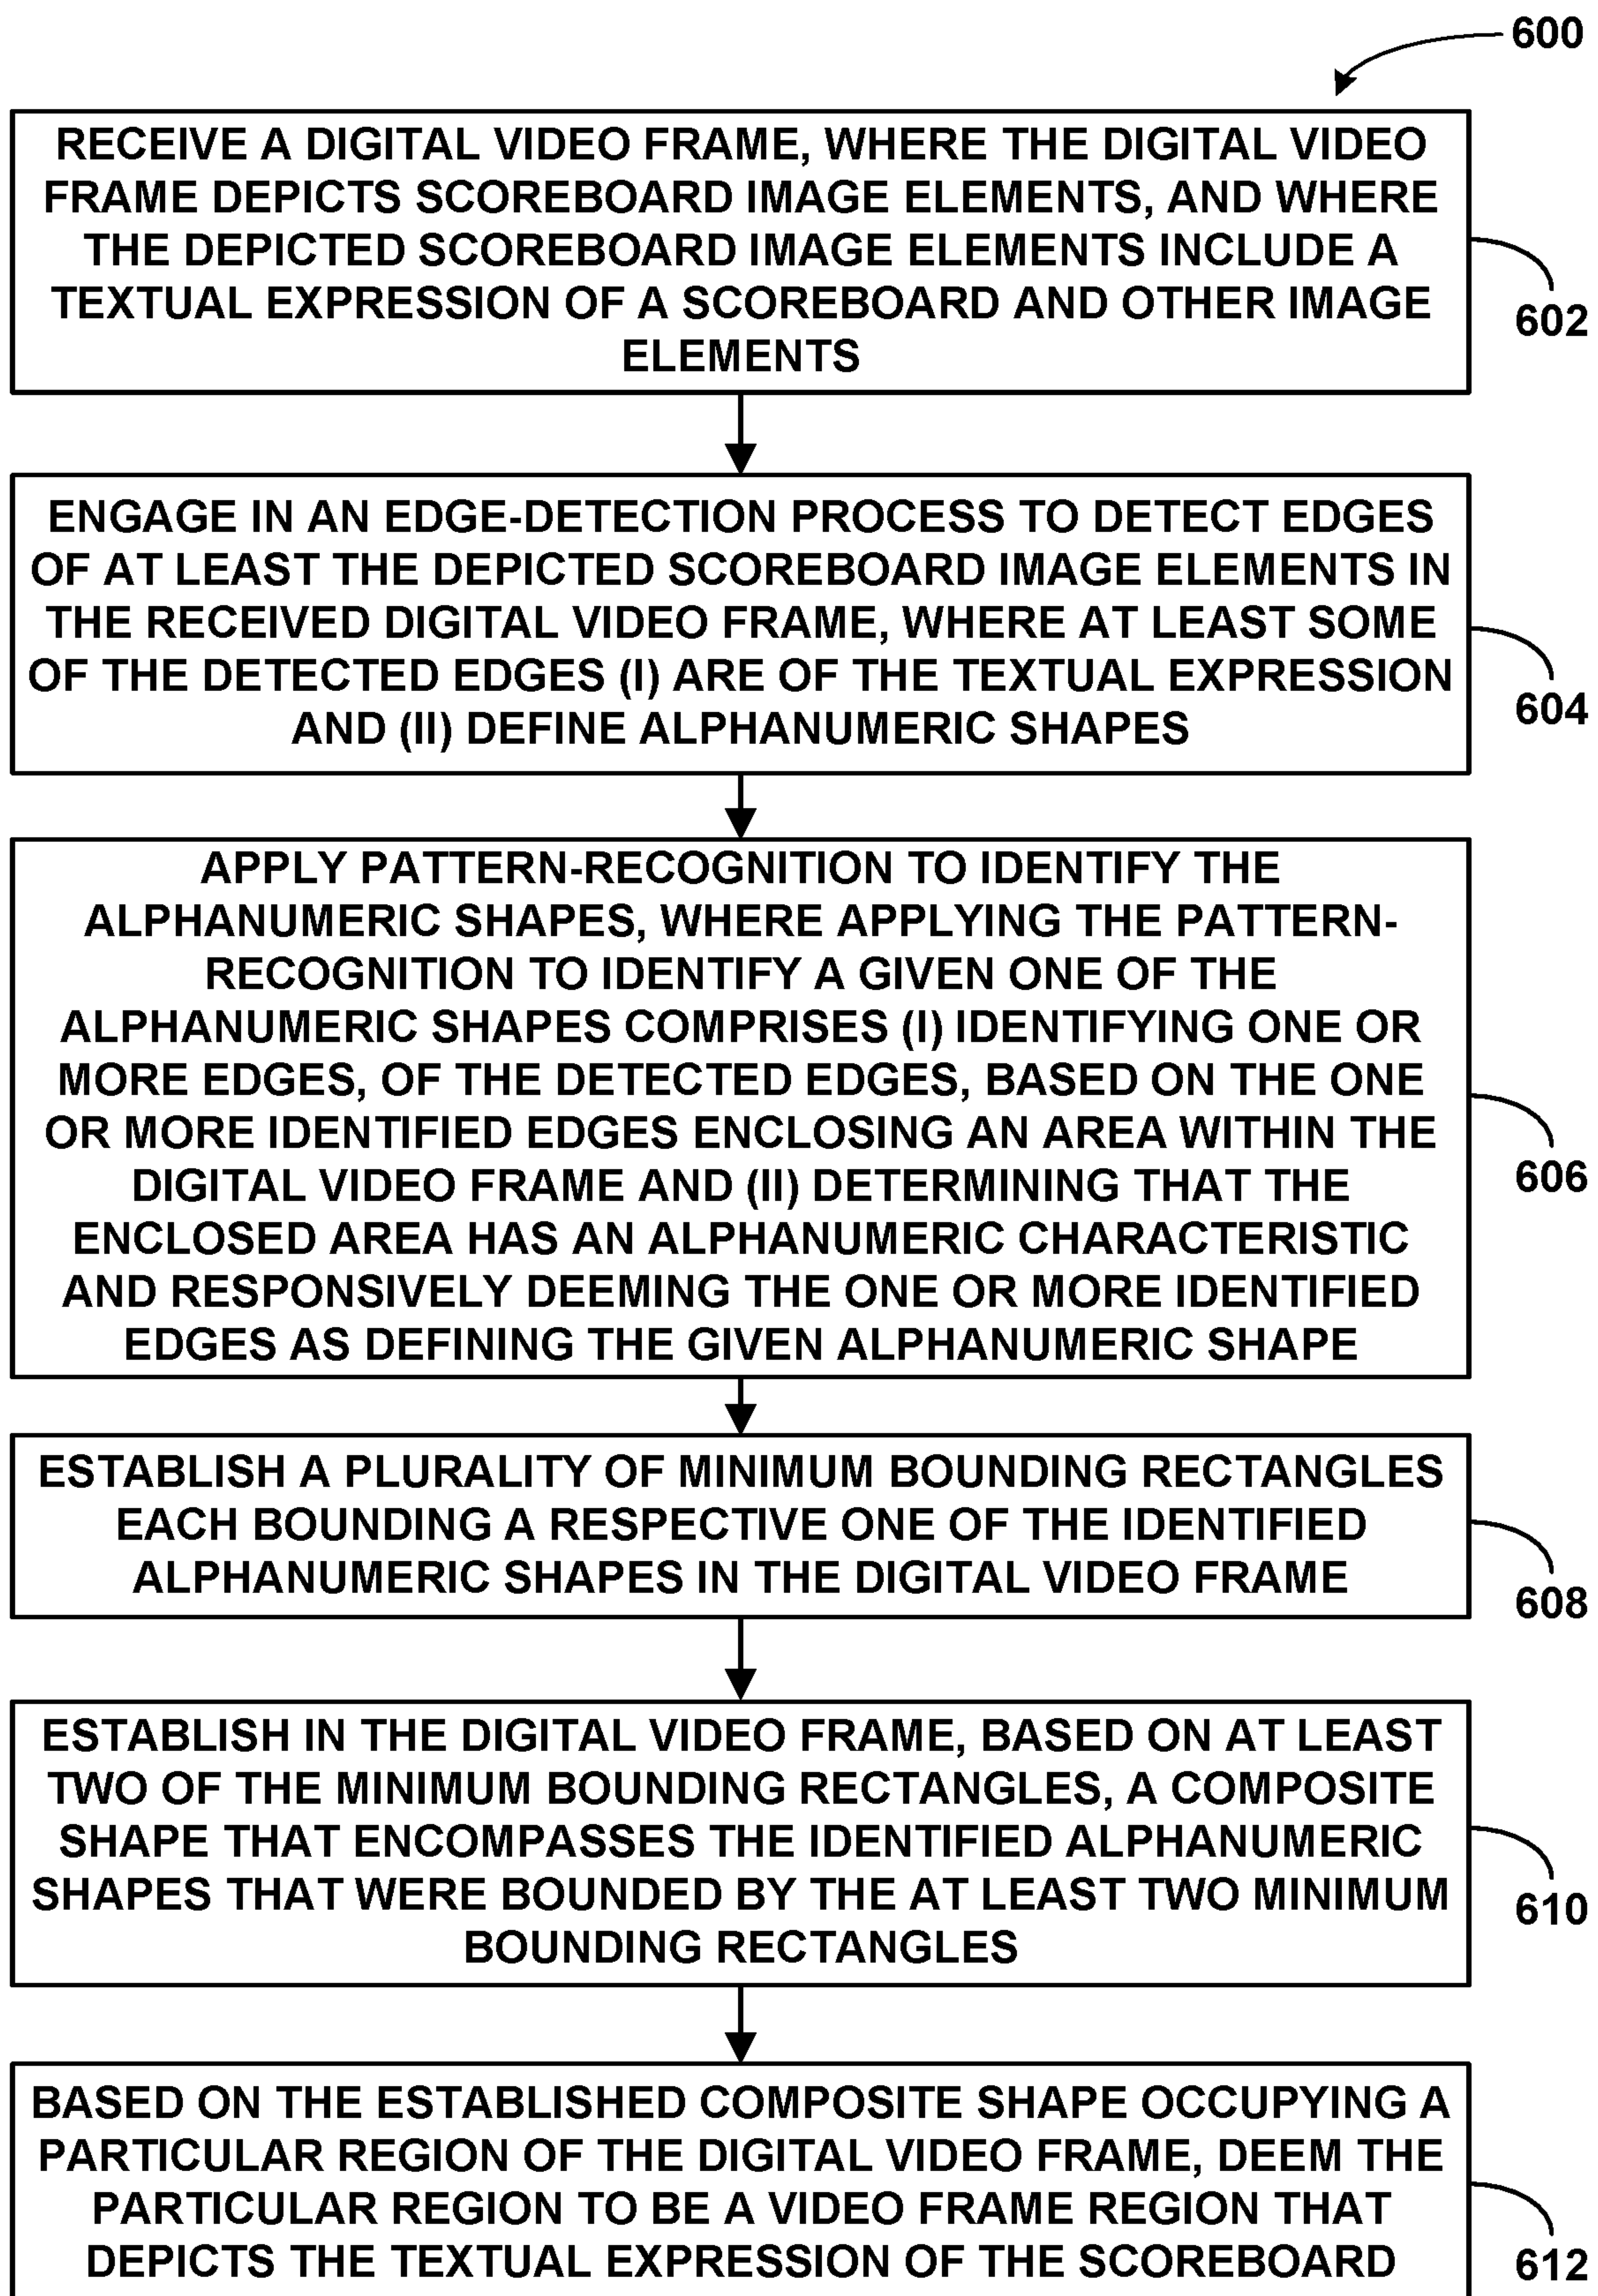 600
RECEIVE A DIGITAL VIDEO FRAME, WHERE THE DIGITAL VIDEO
FRAME DEPICTS SCOREBOARD IMAGE ELEMENTS, AND WHERE
THE DEPICTED SCOREBOARD IMAGE ELEMENTS INCLUDE A
TEXTUAL EXPRESSION OF A SCOREBOARD AND OTHER IMAGE
ELEMENTS
602
ENGAGE IN AN EDGE-DETECTION PROCESS TO DETECT EDGES
OF AT LEAST THE DEPICTED SCOREBOARD IMAGE ELEMENTS IN
THE RECEIVED DIGITAL VIDEO FRAME, WHERE AT LEAST SOME
OF THE DETECTED EDGES (I) ARE OF THE TEXTUAL EXPRESSION
AND (II) DEFINE ALPHANUMERIC SHAPES
604
APPLY PATTERN-RECOGNITION TO IDENTIFY THE
ALPHANUMERIC SHAPES, WHERE APPLYING THE PATTERN-
RECOGNITION TO IDENTIFY A GIVEN ONE OF THE
ALPHANUMERIC SHAPES COMPRISES (I) IDENTIFYING ONE OR
MORE EDGES, OF THE DETECTED EDGES, BASED ON THE ONE
OR MORE IDENTIFIED EDGES ENCLOSING AN AREA WITHIN THE
DIGITAL VIDEO FRAME AND (II) DETERMINING THAT THE
ENCLOSED AREA HAS AN ALPHANUMERIC CHARACTERISTIC
AND RESPONSIVELY DEEMING THE ONE OR MORE IDENTIFIED
EDGES AS DEFINING THE GIVEN ALPHANUMERIC SHAPE
606
ESTABLISH A PLURALITY OF MINIMUM BOUNDING RECTANGLES
EACH BOUNDING A RESPECTIVE ONE OF THE IDENTIFIED
ALPHANUMERIC SHAPES IN THE DIGITAL VIDEO FRAME
608
ESTABLISH IN THE DIGITAL VIDEO FRAME, BASED ON AT LEAST
TWO OF THE MINIMUM BOUNDING RECTANGLES, A COMPOSITE
SHAPE THAT ENCOMPASSES THE IDENTIFIED ALPHANUMERIC
SHAPES THAT WERE BOUNDED BY THE AT LEAST TWO MINIMUM
BOUNDING RECTANGLES
610
BASED ON THE ESTABLISHED COMPOSITE SHAPE OCCUPYING A
PARTICULAR REGION OF THE DIGITAL VIDEO FRAME, DEEM THE
PARTICULAR REGION TO BE A VIDEO FRAME REGION THAT
DEPICTS THE TEXTUAL EXPRESSION OF THE SCOREBOARD
612